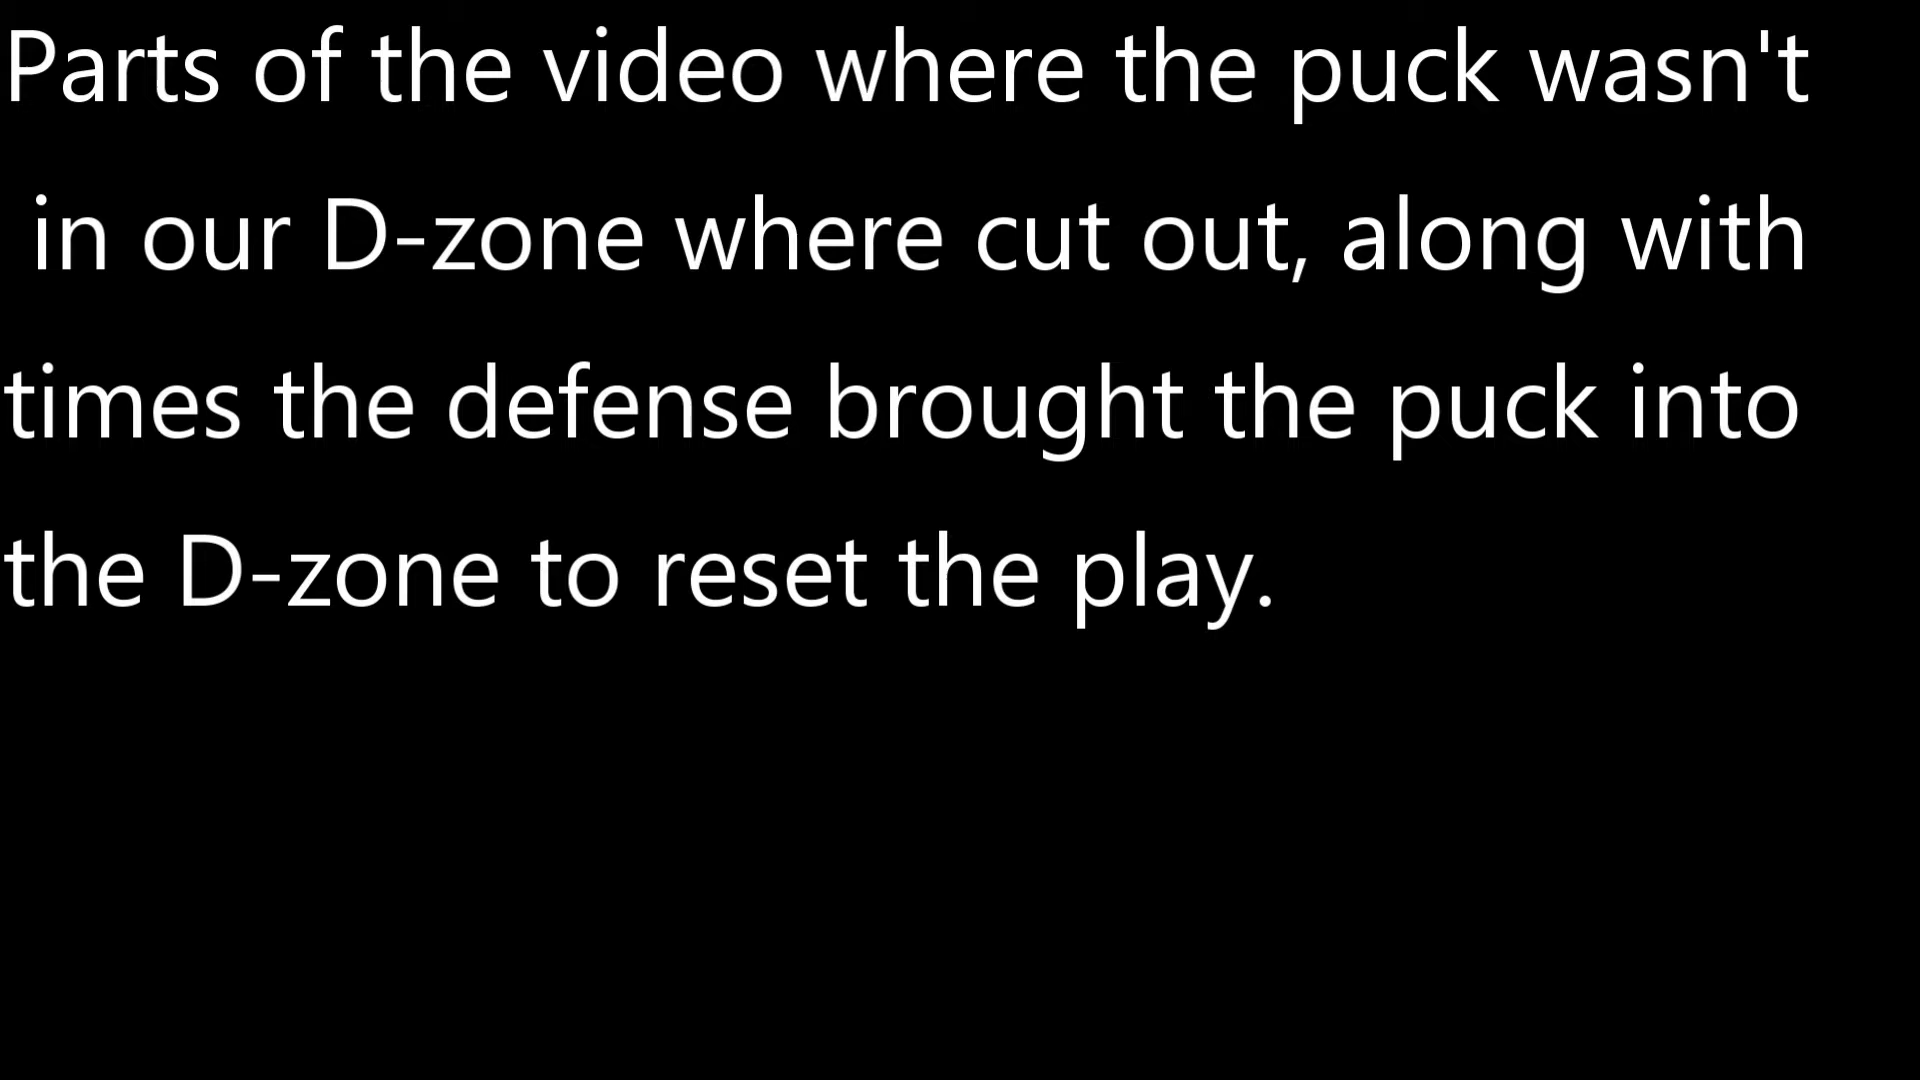 Parts of the video where the puck wasn't
in our D-zone where cut out, along with
times the defense brought the puck into
the D-zone to reset the play.